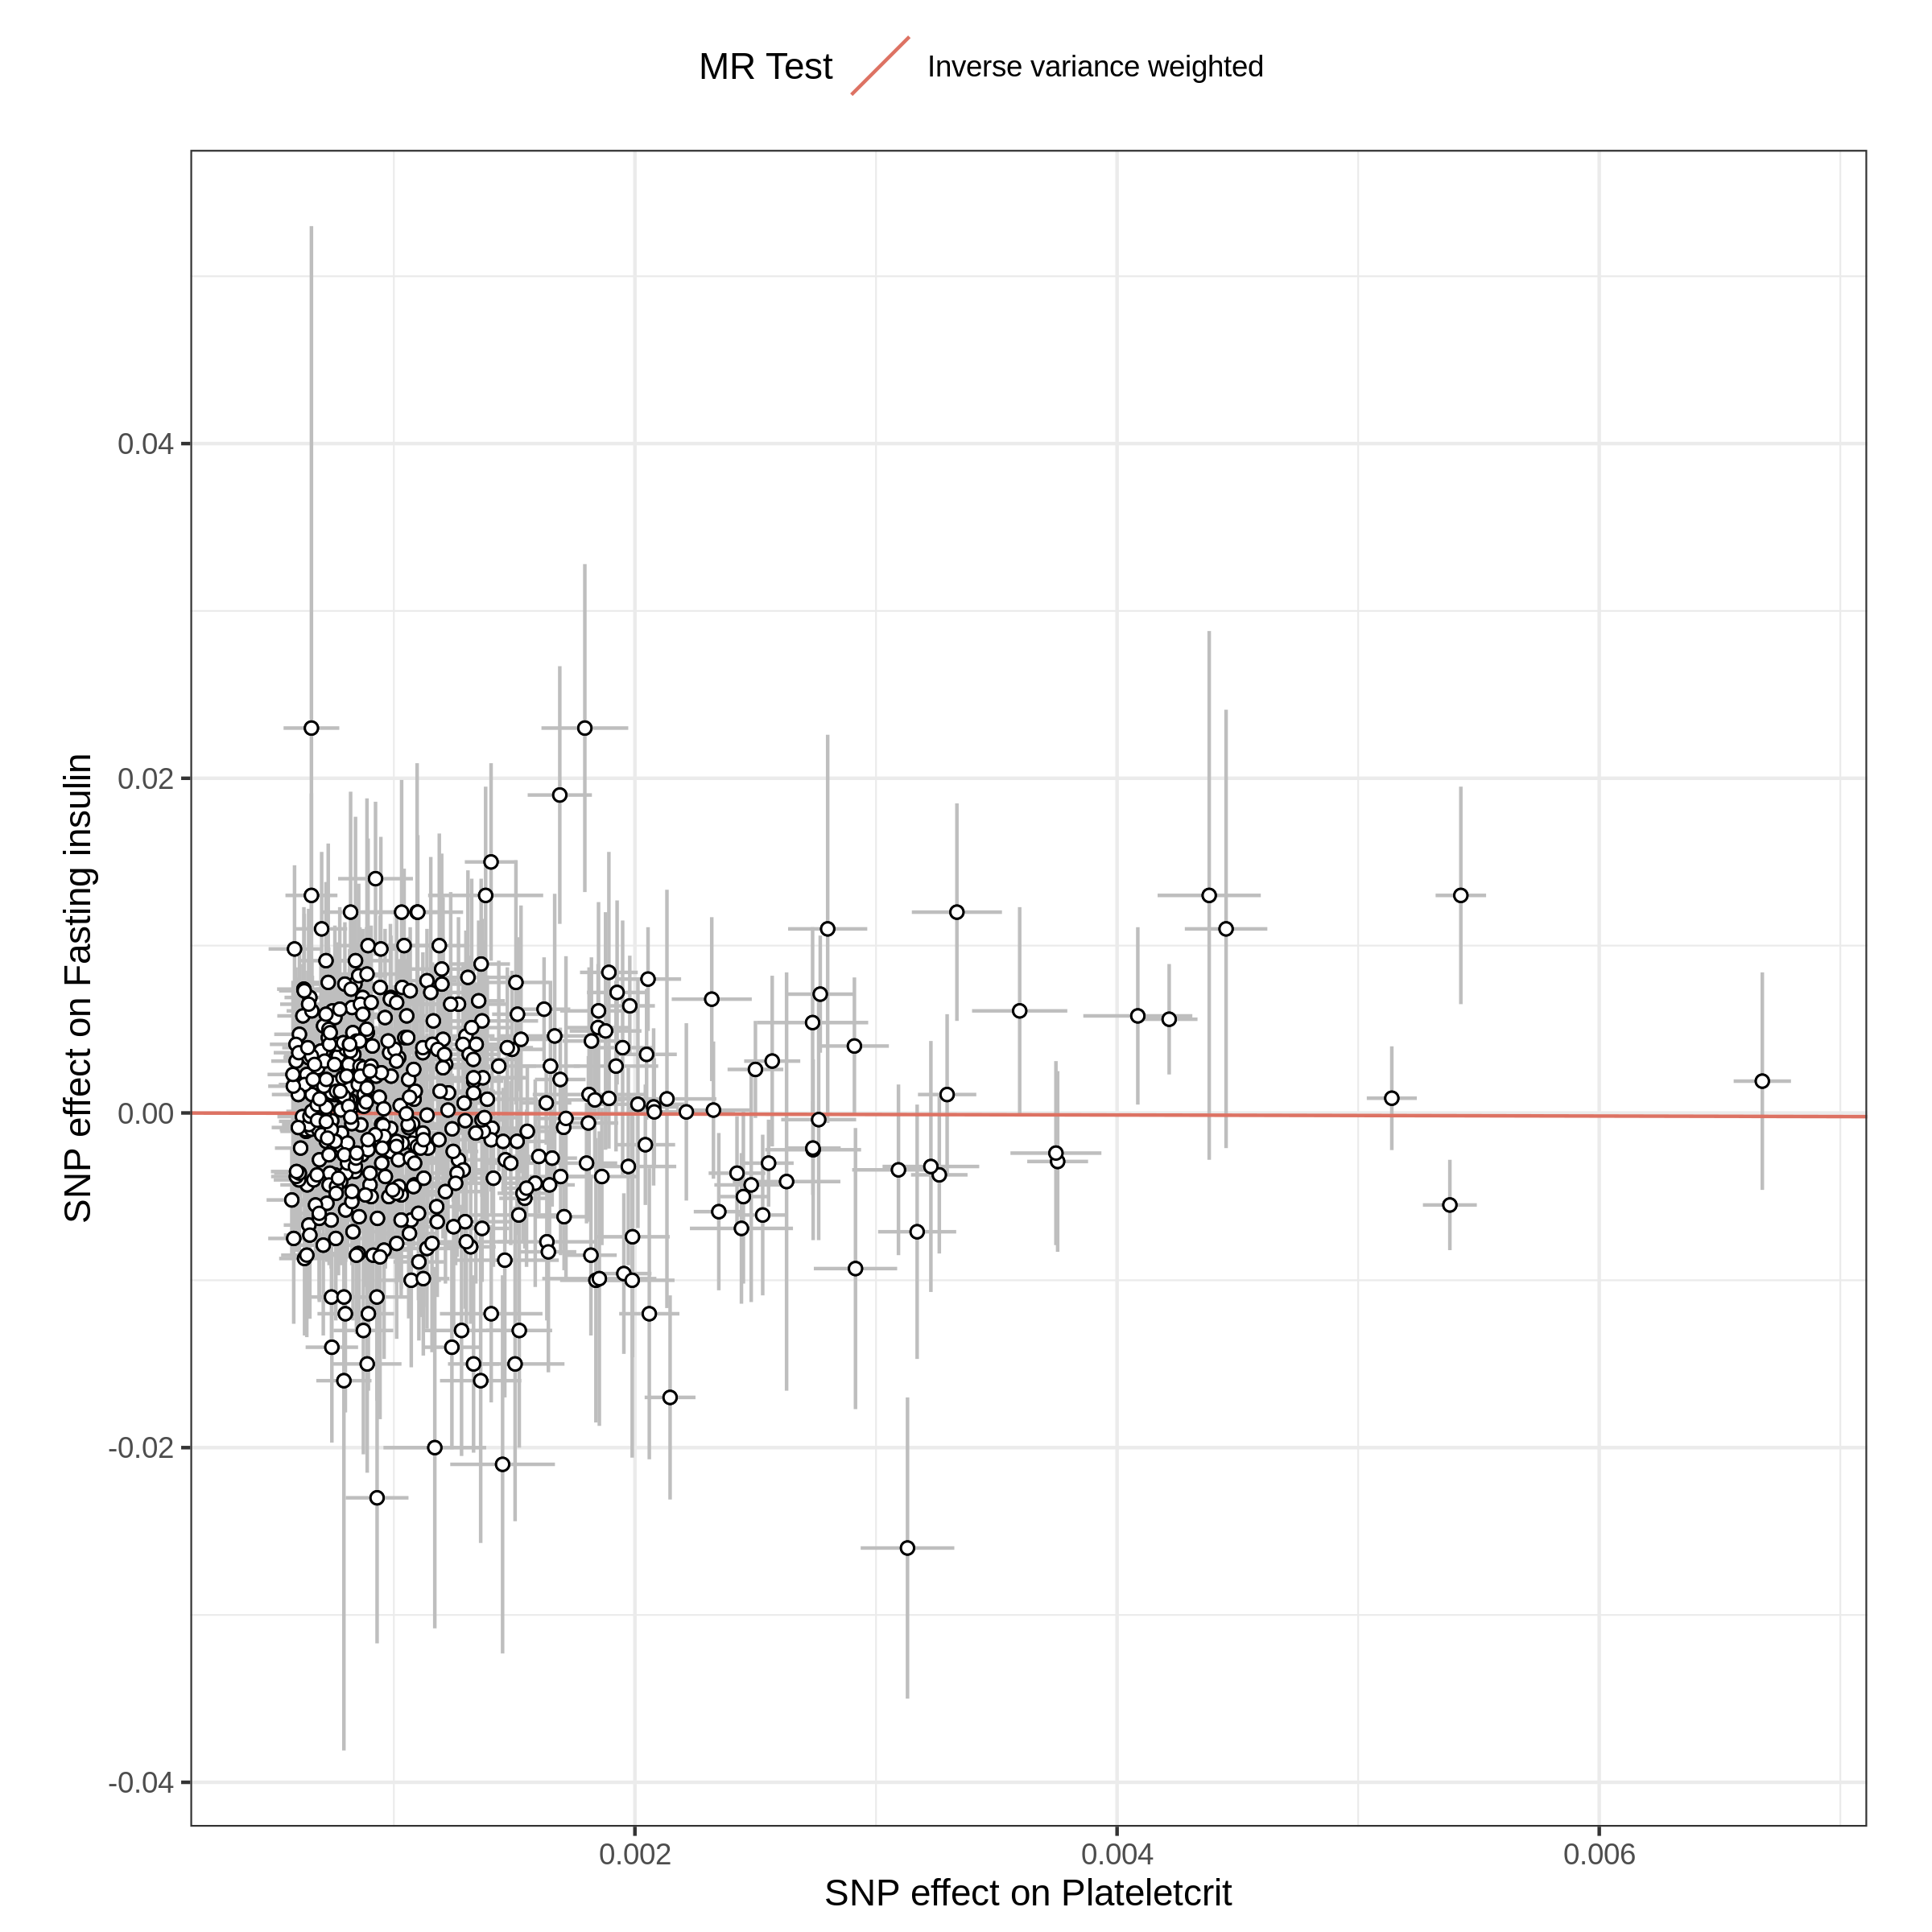 MR Test
Inverse variance weighted
SNP effect on Fasting insulin
0.04
0.02
0.00
-0.02
-0.04
0.002
0.004
0.006
SNP effect on Plateletcrit